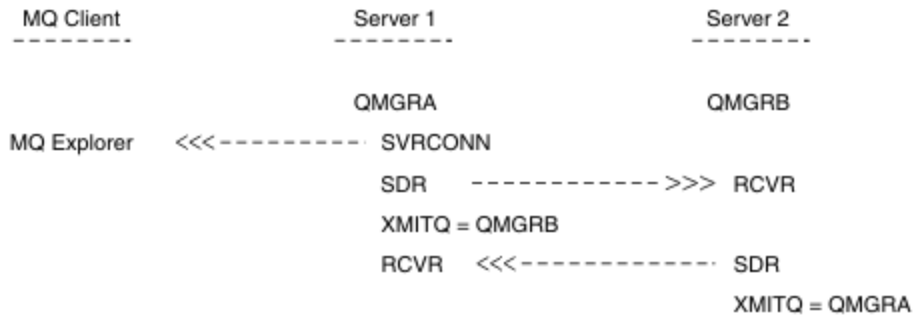 MQ Client Server 1 Server 2
QMGRA QMGRB
MQ Explorer <<<----------- SVRCONN
SDR ------------->>> RCVR
XMITQ = QMGRB
RCVR <<<------------- SDR
XMITQ = QMGRA